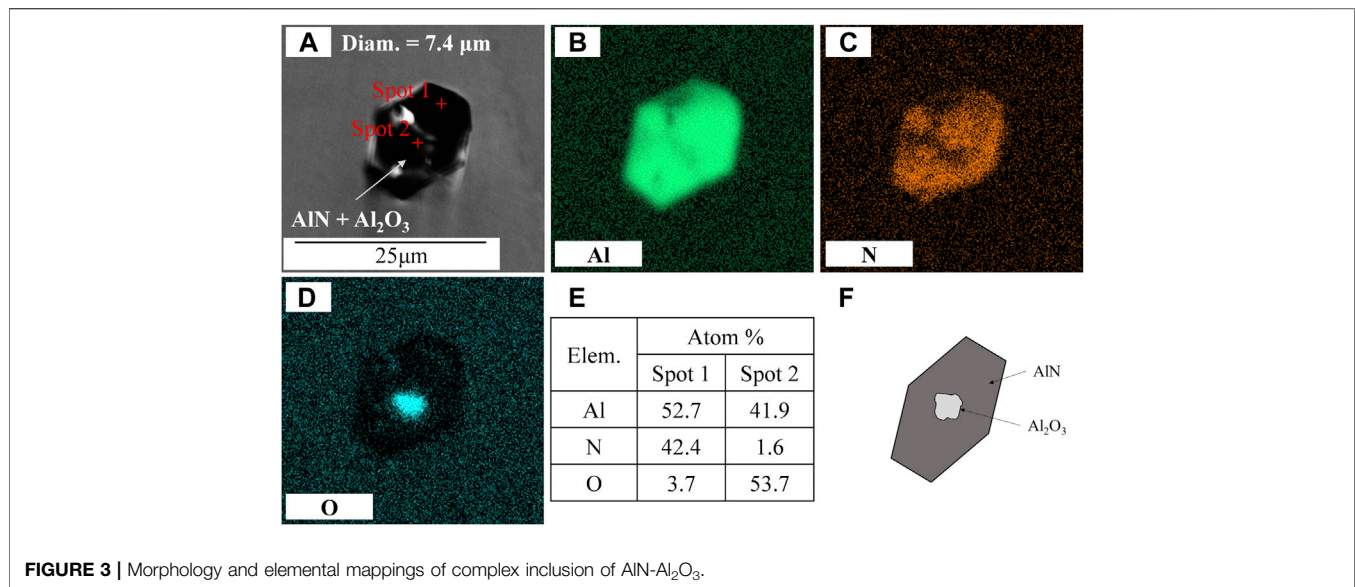 A Diam. = 7.4 μm
Spot 1
Spot 2
AlN + Al₂O₃
25μm
B
Al
C
N
D
O
E
Elem. Atom %
Spot 1 Spot 2
Al 52.7 41.9
N 42.4 1.6
O 3.7 53.7
F
AlN
Al₂O₃
FIGURE 3 | Morphology and elemental mappings of complex inclusion of AlN-Al₂O₃.